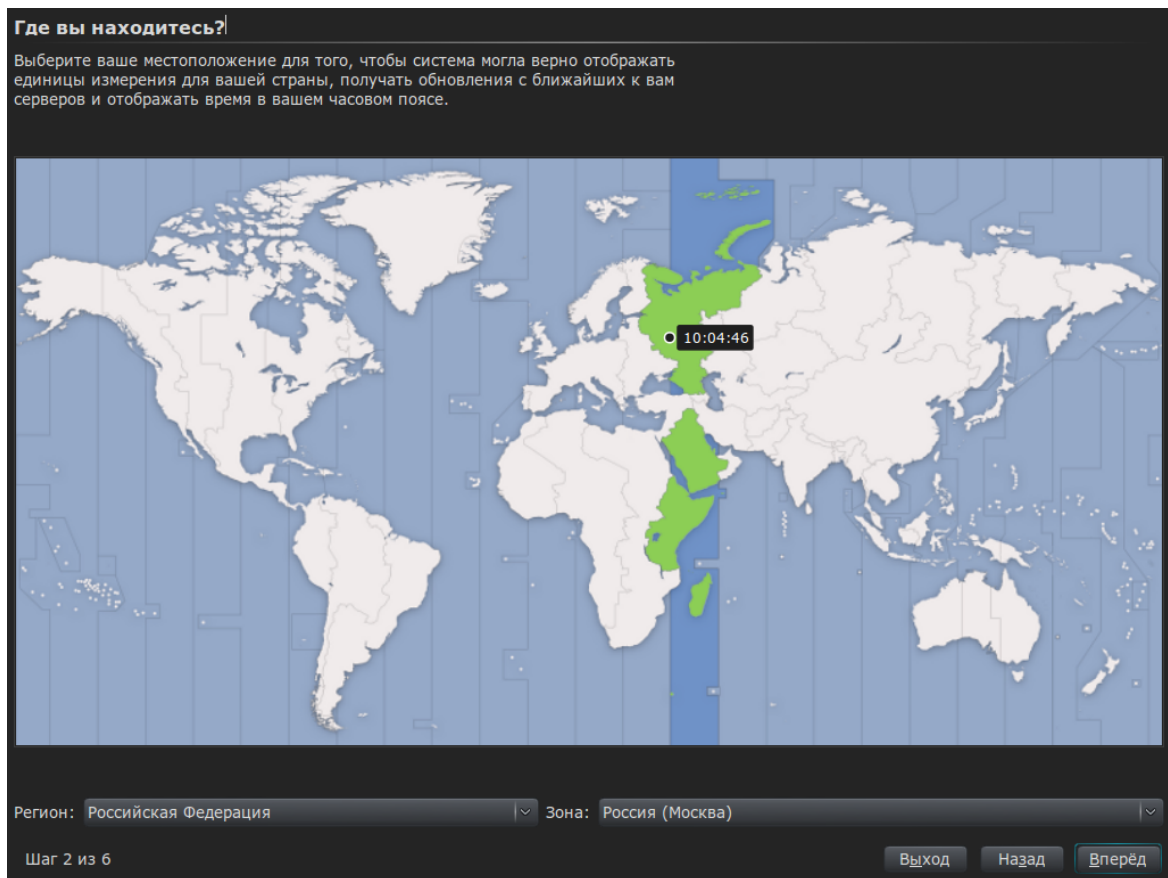 Где вы находитесь?
Выберите ваше местоположение для того, чтобы система могла верно отображать
единицы измерения для вашей страны, получать обновления с ближайших к вам
серверов и отображать время в вашем часовом поясе.
10:04:46
Регион: Российская Федерация Зона: Россия (Москва)
Шаг 2 из 6 Выход Назад Вперёд